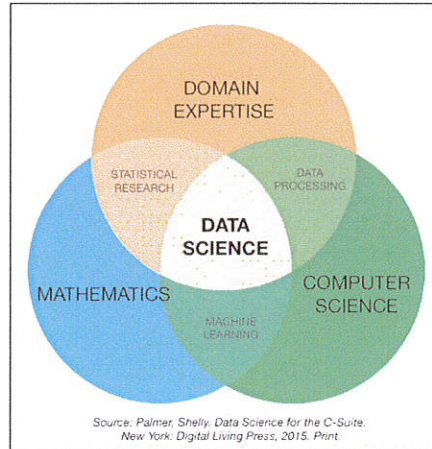 DOMAIN
EXPERTISE
STATISTICAL
RESEARCH
DATA
PROCESSING
DATA
SCIENCE
MATHEMATICS
COMPUTER
SCIENCE
MACHINE
LEARNING
Source: Palmer, Shelly. Data Science for the C-Suite.
New York: Digital Living Press, 2015. Print.